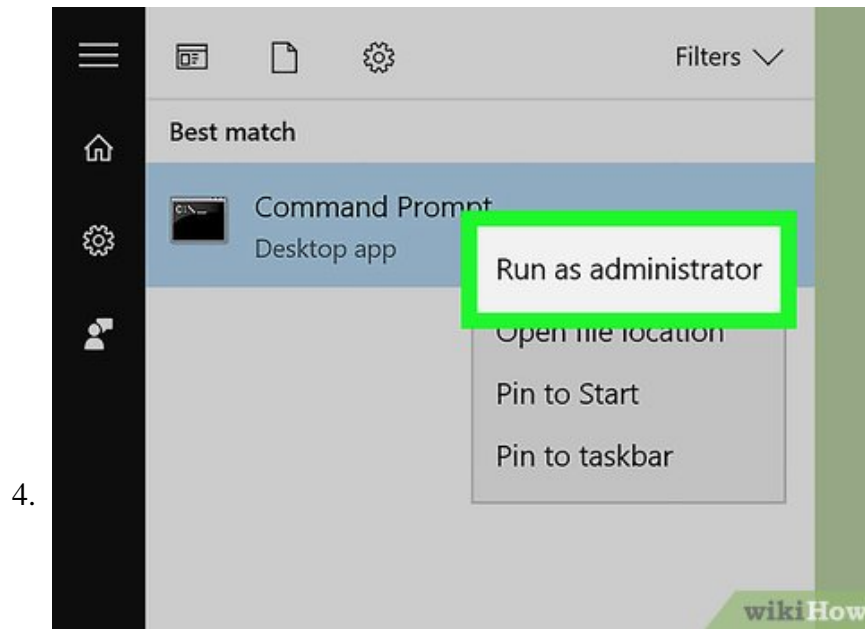 Filters
Best match
Command Prompt
Desktop app
Run as administrator
Open file location
Pin to Start
Pin to taskbar
4.
wikiHow